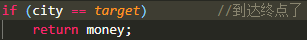 if (city == target)          //到达终点了
    return money;